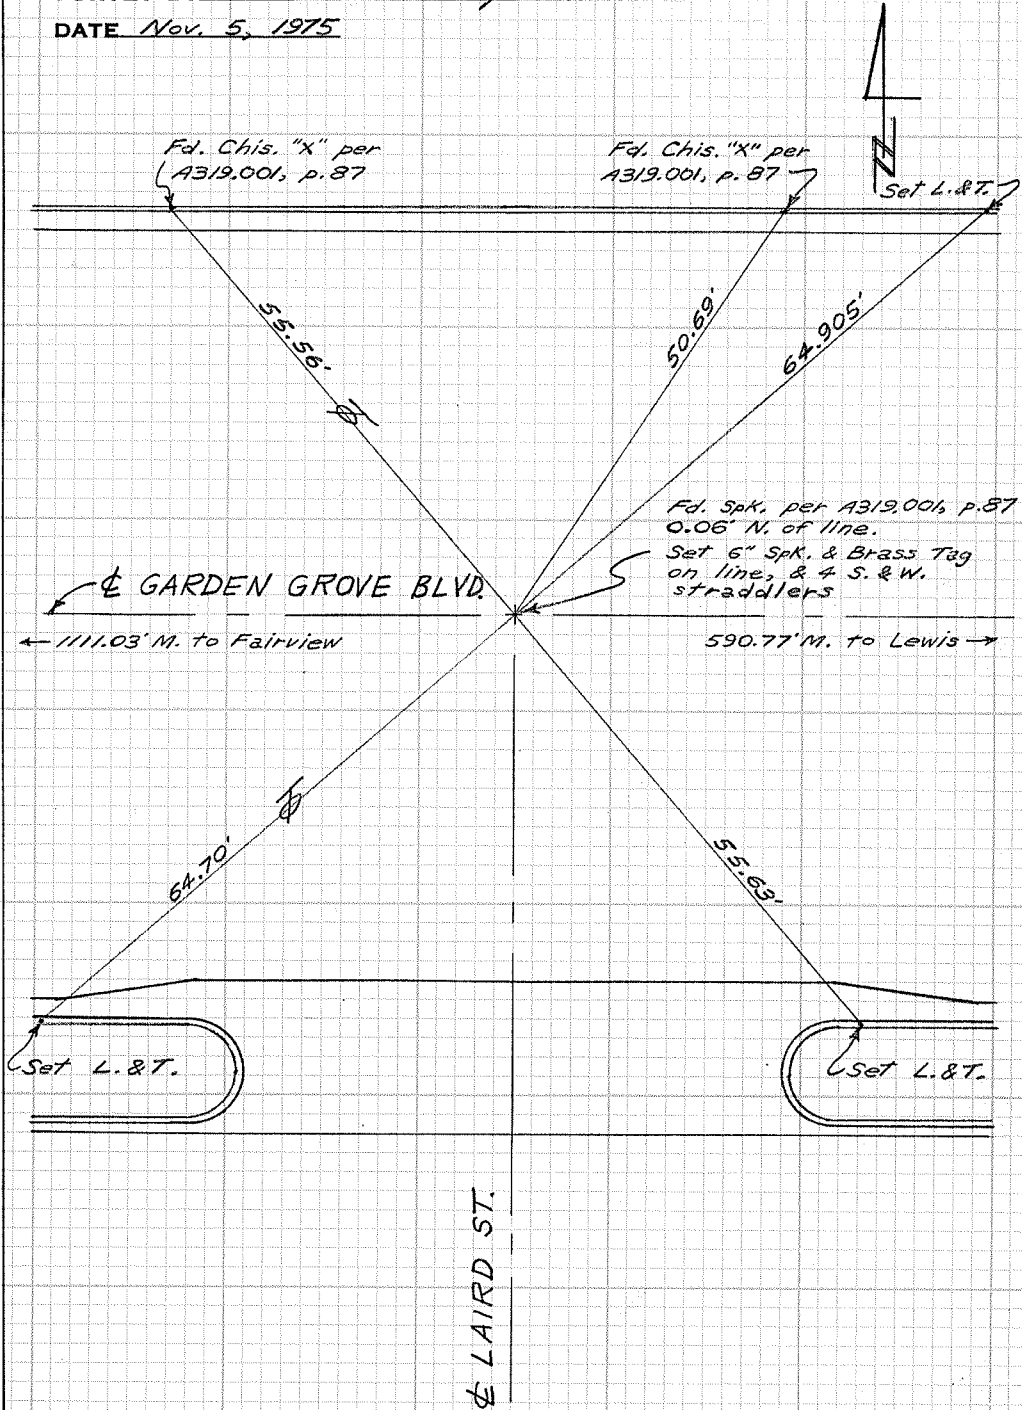 DATE Nov. 5, 1975
Fd. Chis. "X" per
A319.001, p. 87
Fd. Chis. "X" per
A319.001, p. 87
Set L.&T.
N
55.56'
50.69'
64.905'
Fd. Spk. per A319.001, p.87
0.06' N. of line.
Set 6" Spk. & Brass Tag
on line, & 4 S. & W.
straddlers
℄ GARDEN GROVE BLVD.
← 1111.03' M. to Fairview
590.77' M. to Lewis →
64.70'
55.63'
Set L.&T.
Set L.&T.
℄ LAIRD ST.